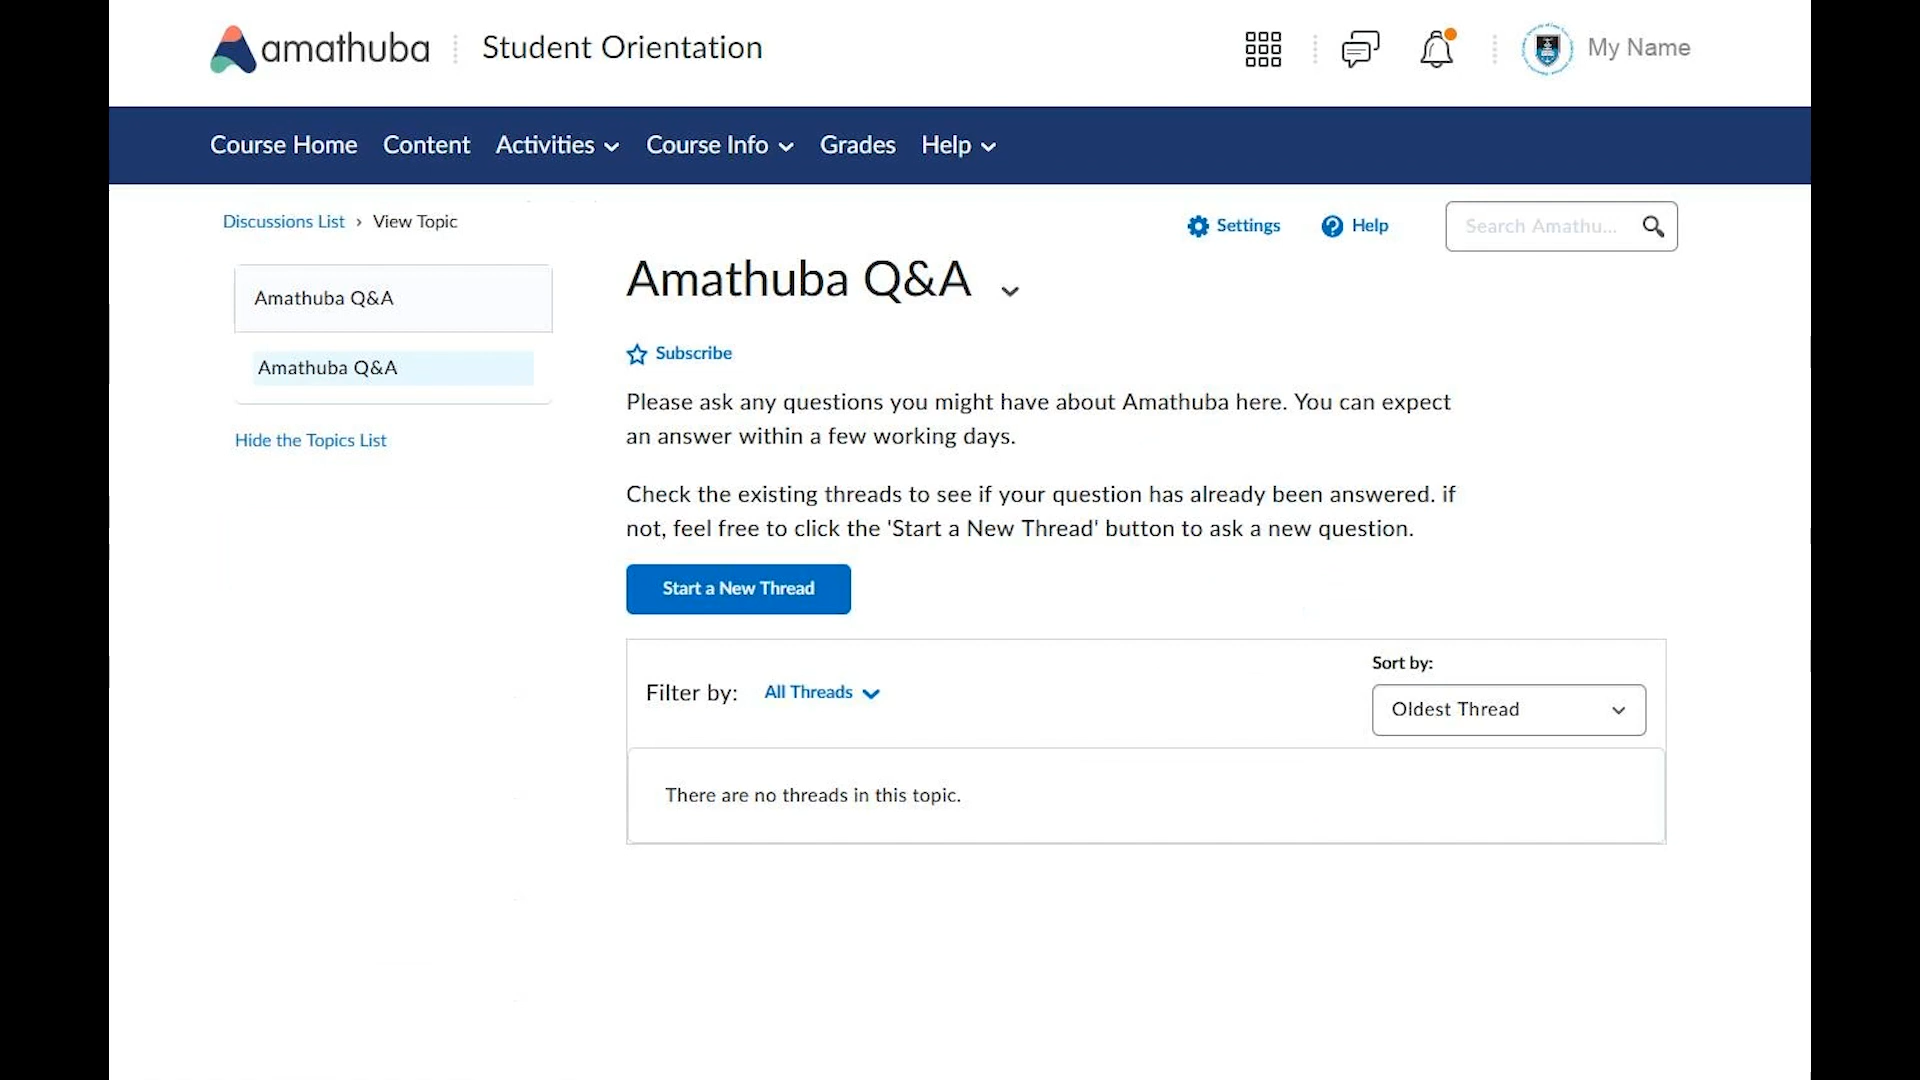 amathuba
Student Orientation
My Name
Course Home Content Activities Course Info Grades Help
Discussions List › View Topic
Settings Help Search Amathu...
Amathuba Q&A
Amathuba Q&A
Hide the Topics List
Amathuba Q&A
Subscribe
Please ask any questions you might have about Amathuba here. You can expect
an answer within a few working days.
Check the existing threads to see if your question has already been answered. if
not, feel free to click the 'Start a New Thread' button to ask a new question.
Start a New Thread
Filter by: All Threads
Sort by:
Oldest Thread
There are no threads in this topic.